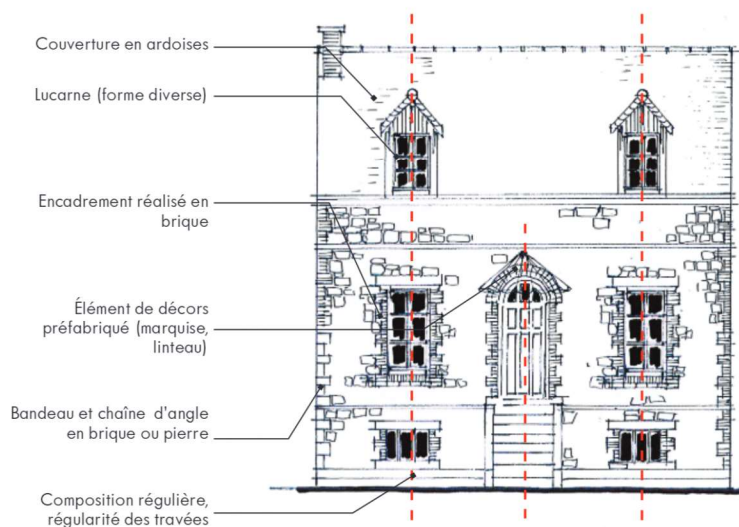 Couverture en ardoises
Lucarne (forme diverse)
Encadrement réalisé en
brique
Élément de décors
préfabriqué (marquise,
linteau)
Bandeau et chaîne d'angle
en brique ou pierre
Composition régulière,
régularité des travées